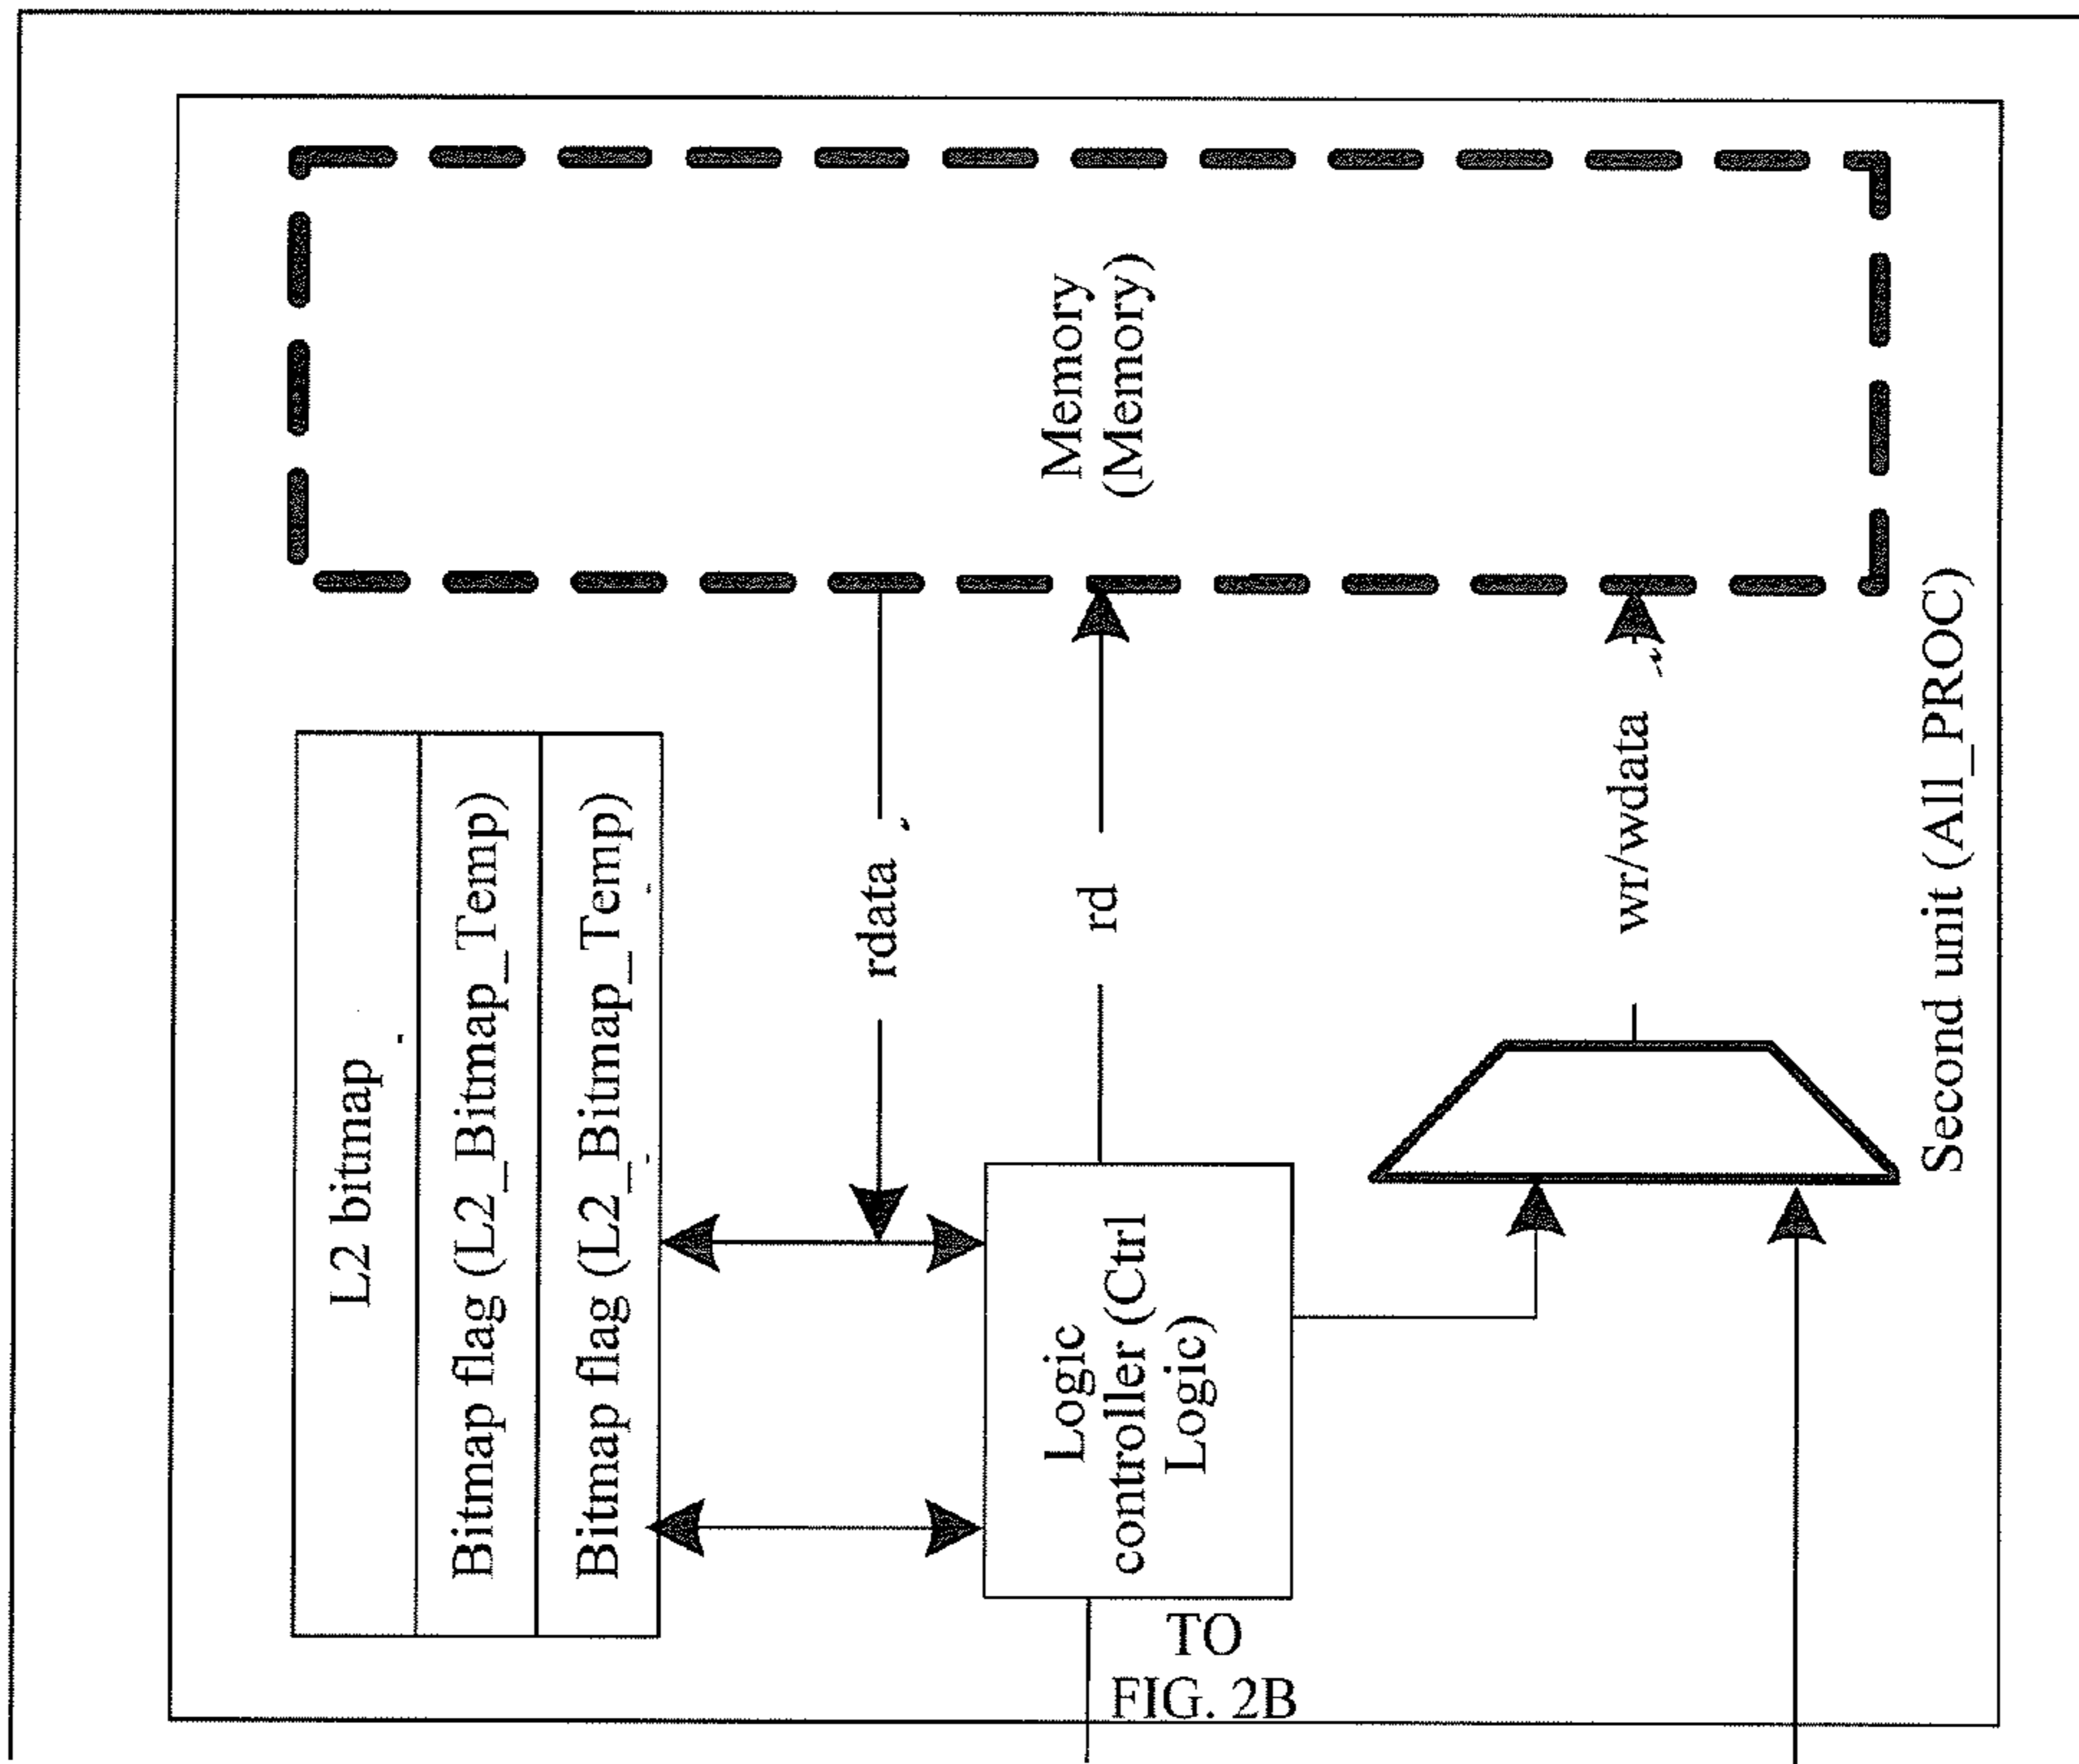 L2 bitmap
Bitmap flag (L2_Bitmap_Temp)
Bitmap flag (L2_Bitmap_Temp)
Memory
(Memory)
rdata
rd
wr/wdata
Logic
controller (Ctrl
Logic)
Second unit (All_PROC)
TO
FIG. 2B